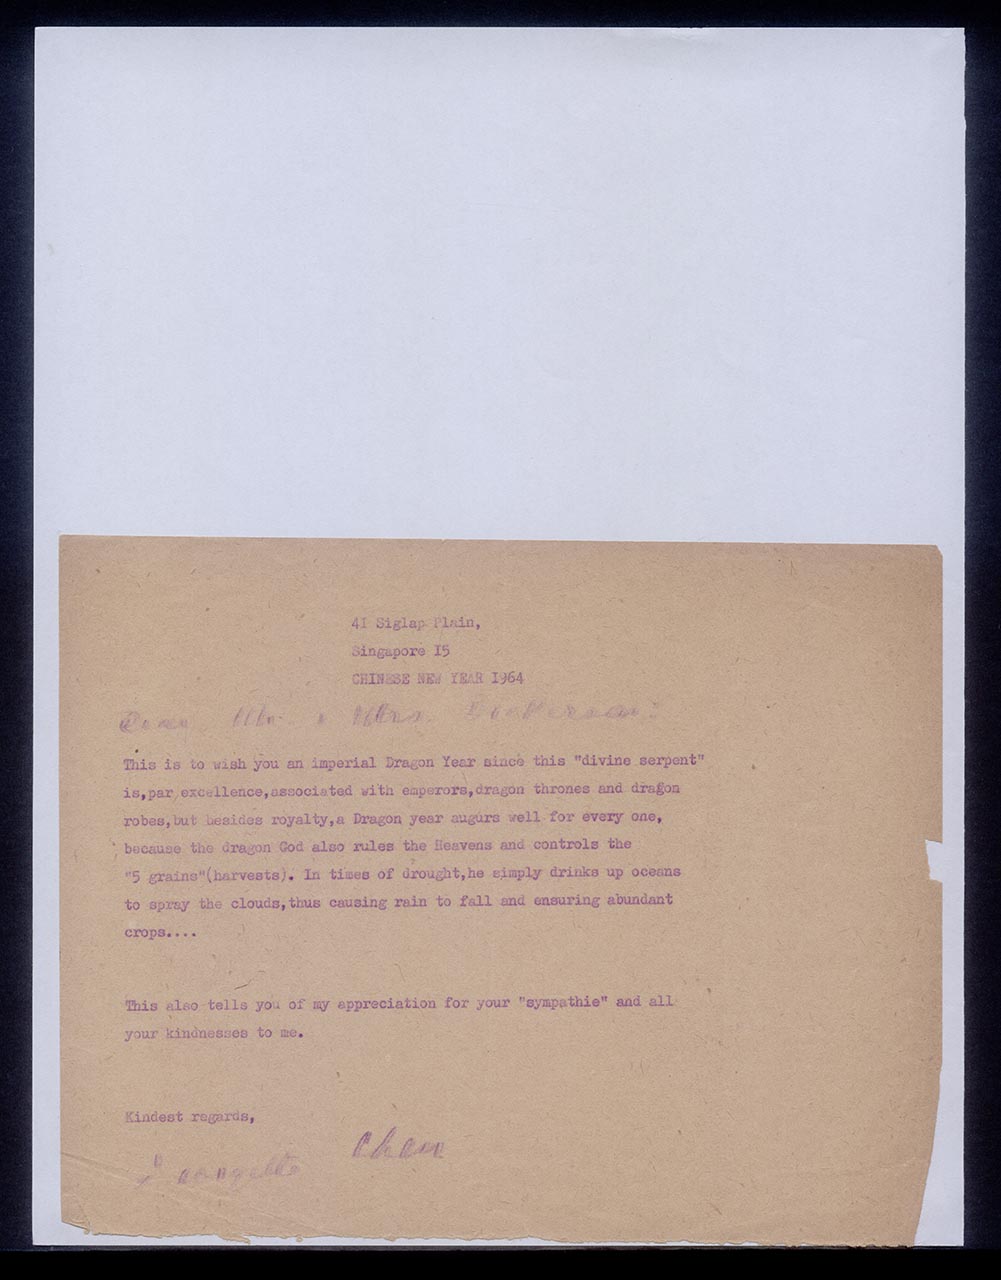 41 Siglap Plain,
Singapore I5
CHINESE NEW YEAR I964
Dear Mr. & Mrs.
This is to wish you an imperial Dragon Year since this "divine serpent"
is,par excellence,associated with emperors,dragon thrones and dragon
robes,but besides royalty,a Dragon year augurs well for every one,
because the dragon God also rules the Heavens and controls the
"5 grains"(harvests). In times of drought,he simply drinks up oceans
to spray the clouds,thus causing rain to fall and ensuring abundant
crops....
This also tells you of my appreciation for your "sympathie" and all
your kindnesses to me.
Kindest regards,
Georgette Chen